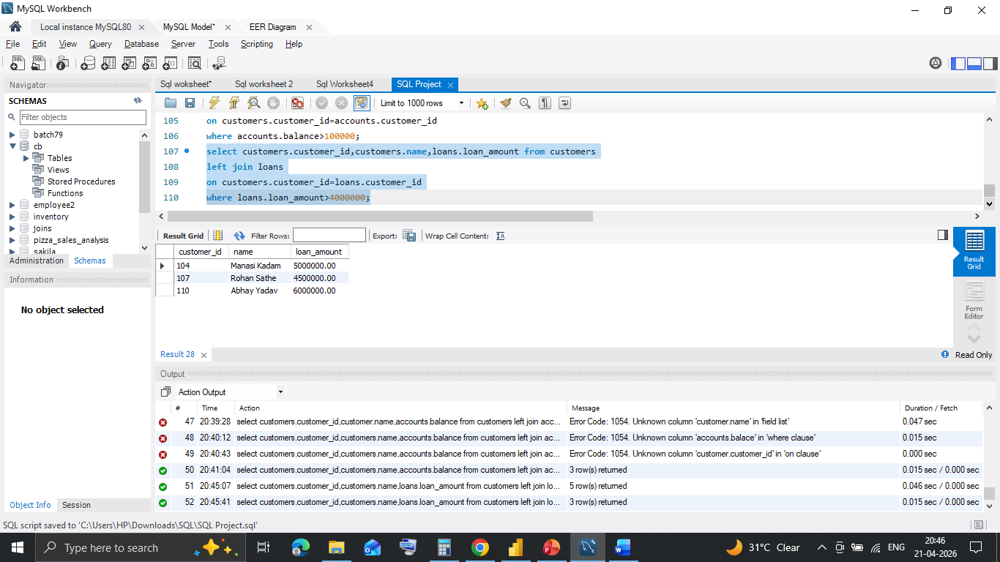 MySQL Workbench
Local instance MySQL80 MySQL Model* EER Diagram
File Edit View Query Database Server Tools Scripting Help
Navigator
SCHEMAS
Filter objects
batch79
cb
Tables
Views
Stored Procedures
Functions
employee2
inventory
joins
pizza_sales_analysis
sakila
Administration Schemas
Information
No object selected
Object Info Session
Sql woksheet* Sql worksheet 2 Sql Worksheet4 SQL Project
Limit to 1000 rows
105 on customers.customer_id=accounts.customer_id
106 where accounts.balance>100000;
107 select customers.customer_id,customers.name,loans.loan_amount from customers
108 left join loans
109 on customers.customer_id=loans.customer_id
110 where loans.loan_amount>4000000;
Result Grid Filter Rows: Export: Wrap Cell Content:
customer_id name loan_amount
104 Manasi Kadam 5000000.00
107 Rohan Sathe 4500000.00
110 Abhay Yadav 6000000.00
Result Grid
Form Editor
Result 28 Read Only
Output
Action Output
# Time Action Message Duration / Fetch
47 20:39:28 select customers.customer_id,customer.name,accounts.balance from customers left join acc... Error Code: 1054. Unknown column 'customer.name' in 'field list' 0.047 sec
48 20:40:12 select customers.customer_id,customers.name,accounts.balance from customers left join ac... Error Code: 1054. Unknown column 'accounts.balace' in 'where clause' 0.015 sec
49 20:40:43 select customers.customer_id,customers.name,accounts.balance from customers left join ac... Error Code: 1054. Unknown column 'customer.customer_id' in 'on clause' 0.000 sec
50 20:41:04 select customers.customer_id,customers.name,accounts.balance from customers left join ac... 3 row(s) returned 0.015 sec / 0.000 sec
51 20:45:07 select customers.customer_id,customers.name,loans.loan_amount from customers left join lo... 5 row(s) returned 0.046 sec / 0.000 sec
52 20:45:41 select customers.customer_id,customers.name,loans.loan_amount from customers left join lo... 3 row(s) returned 0.015 sec / 0.000 sec
SQL script saved to 'C:\Users\HP\Downloads\SQL\SQL Project.sql'
Type here to search 31°C Clear ENG 20:46
21-04-2026